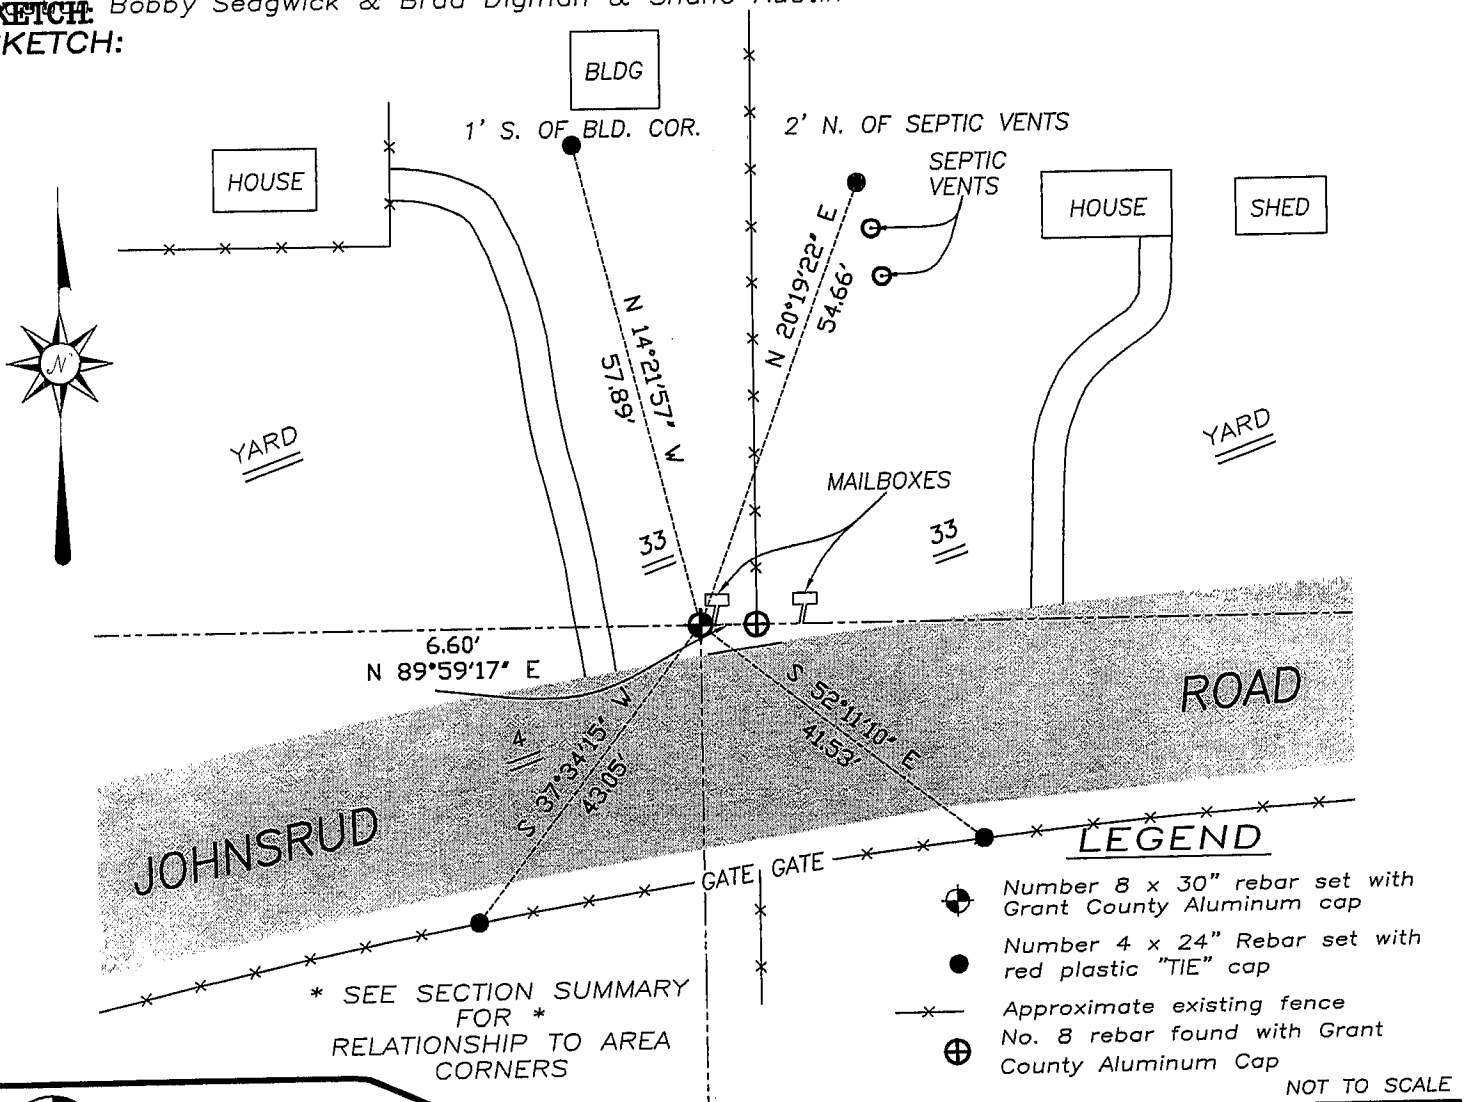 Bobby Sedgwick & Brad Digman & Shane Austin
SKETCH:
SKETCH:
BLDG
1' S. OF BLD. COR.
2' N. OF SEPTIC VENTS
SEPTIC
VENTS
HOUSE
HOUSE
SHED
N 14°21'57" W
57.89'
N 20°19'22" E
54.66'
N
YARD
YARD
MAILBOXES
33
33
6.60'
N 89°59'17" E
S 52°11'10" E
41.53'
S 37°34'15" W
43.05'
4
JOHNSRUD
ROAD
GATE GATE
LEGEND
Number 8 x 30" rebar set with
Grant County Aluminum cap
Number 4 x 24" Rebar set with
red plastic "TIE" cap
Approximate existing fence
No. 8 rebar found with Grant
County Aluminum Cap
* SEE SECTION SUMMARY
FOR *
RELATIONSHIP TO AREA
CORNERS
NOT TO SCALE